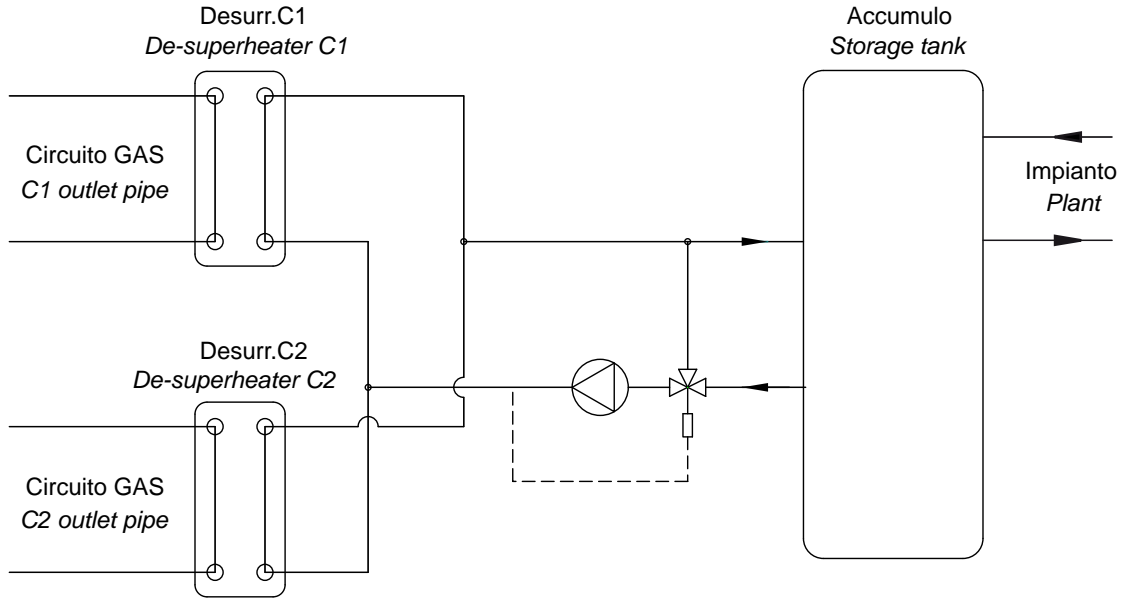 Desurr.C1
De-superheater C1
Accumulo
Storage tank
Circuito GAS
C1 outlet pipe
Impianto
Plant
Desurr.C2
De-superheater C2
Circuito GAS
C2 outlet pipe